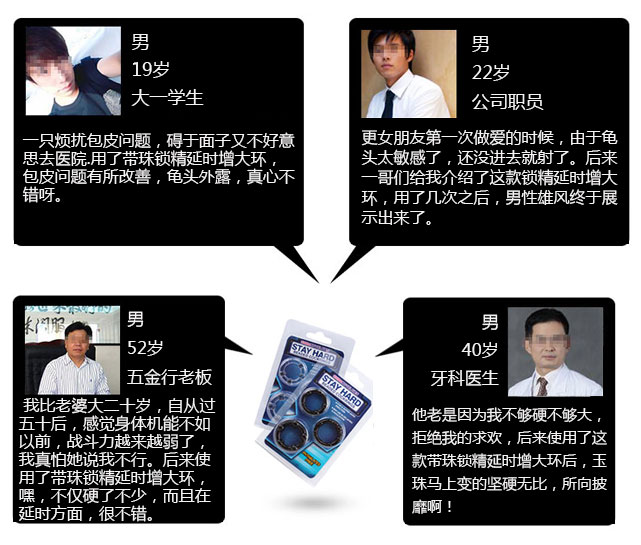 男
19岁
大一学生
一只烦扰包皮问题，碍于面子又不好意
思去医院.用了带珠锁精延时增大环，
包皮问题有所改善，龟头外露，真心不
错呀。
男
22岁
公司职员
更女朋友第一次做爱的时候，由于龟
头太敏感了，还没进去就射了。后来
一哥们给我介绍了这款锁精延时增大
环，用了几次之后，男性雄风终于展
示出来了。
男
52岁
五金行老板
我比老婆大二十岁，自从过
五十后，感觉身体机能不如
以前，战斗力越来越弱了，
我真怕她说我不行。后来使
用了带珠锁精延时增大环，
嘿，不仅硬了不少，而且在
延时方面，很不错。
男
40岁
牙科医生
他老是因为我不够硬不够大，
拒绝我的求欢，后来使用了这
款带珠锁精延时增大环后，玉
珠马上变的坚硬无比，所向披
靡啊！
STAY HARD
STAY HARD